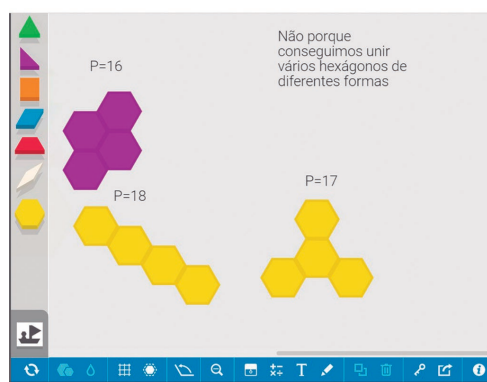 Não porque
conseguimos unir
vários hexágonos de
diferentes formas
P=16
P=18
P=17
T